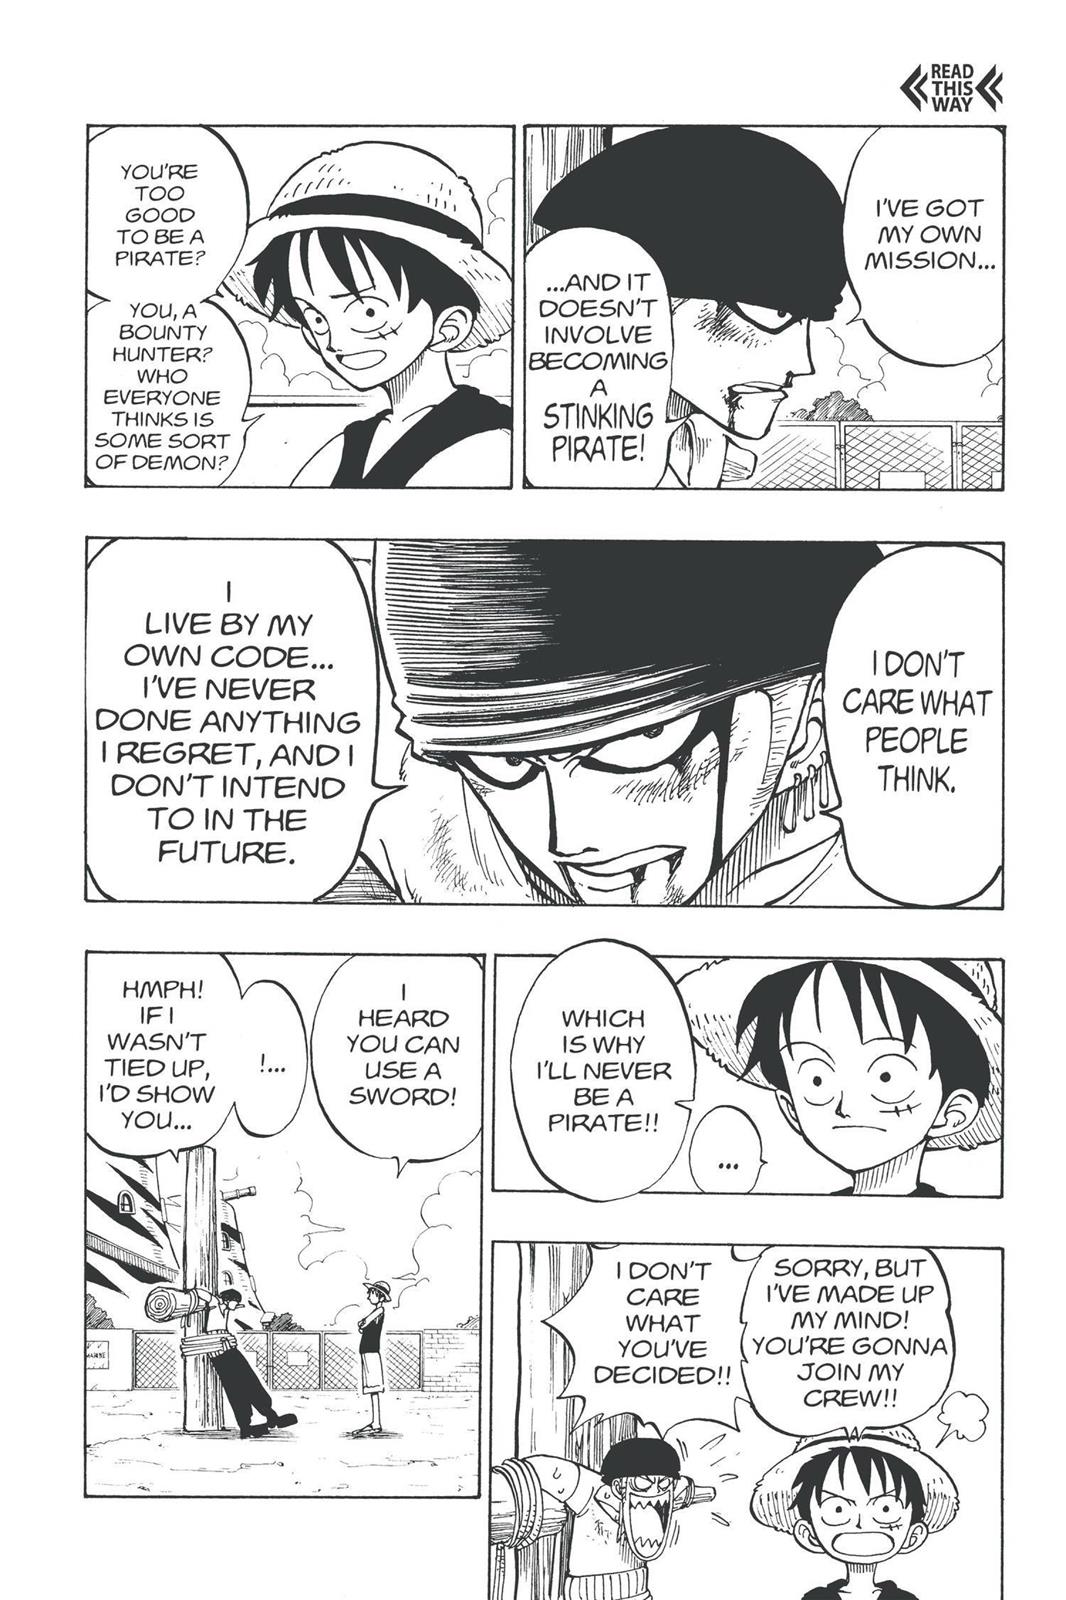 READ
THIS
WAY
I'VE GOT
MY OWN
MISSION...
...AND IT
DOESN'T
INVOLVE
BECOMING
A
STINKING
PIRATE!
YOU'RE
TOO
GOOD
TO BE A
PIRATE?
YOU, A
BOUNTY
HUNTER?
WHO
EVERYONE
THINKS IS
SOME SORT
OF DEMON?
I DON'T
CARE WHAT
PEOPLE
THINK.
I
LIVE BY MY
OWN CODE...
I'VE NEVER
DONE ANYTHING
I REGRET, AND I
DON'T INTEND
TO IN THE
FUTURE.
WHICH
IS WHY
I'LL NEVER
BE A
PIRATE!!
...
SORRY, BUT
I'VE MADE UP
MY MIND!
YOU'RE GONNA
JOIN MY
CREW!!
I DON'T
CARE
WHAT
YOU'VE
DECIDED!!
I
HEARD
YOU CAN
USE A
SWORD!
!...
HMPH!
IF I
WASN'T
TIED UP,
I'D SHOW
YOU...
MARINE